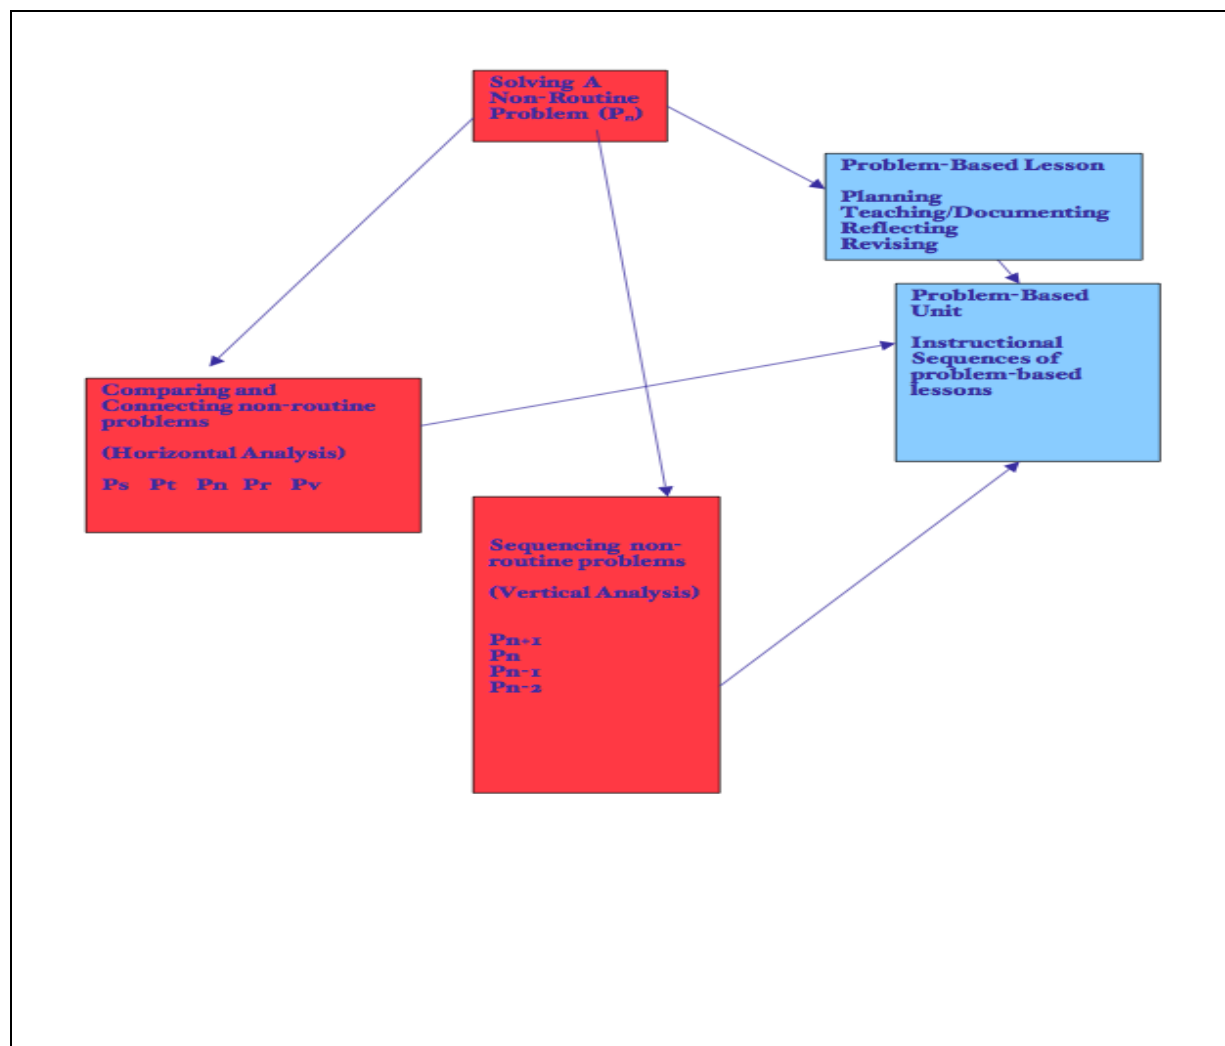 Solving A
Non-Routine
Problem (Pₙ)
Problem-Based Lesson
Planning
Teaching/Documenting
Reflecting
Revising
Problem-Based
Unit
Instructional
Sequences of
problem-based
lessons
Comparing and
Connecting non-routine
problems
(Horizontal Analysis)
Ps Pt Pn Pr Pv
Sequencing non-
routine problems
(Vertical Analysis)
Pn+1
Pn
Pn-1
Pn-2